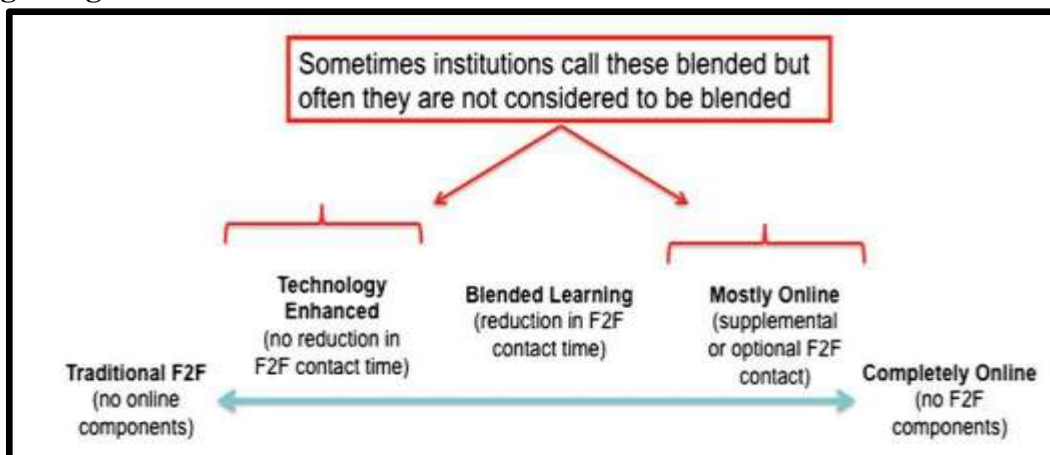 Sometimes institutions call these blended but
often they are not considered to be blended
Technology
Enhanced
(no reduction in
F2F contact time)
Blended Learning
(reduction in F2F
contact time)
Mostly Online
(supplemental
or optional F2F
contact)
Traditional F2F
(no online
components)
Completely Online
(no F2F
components)